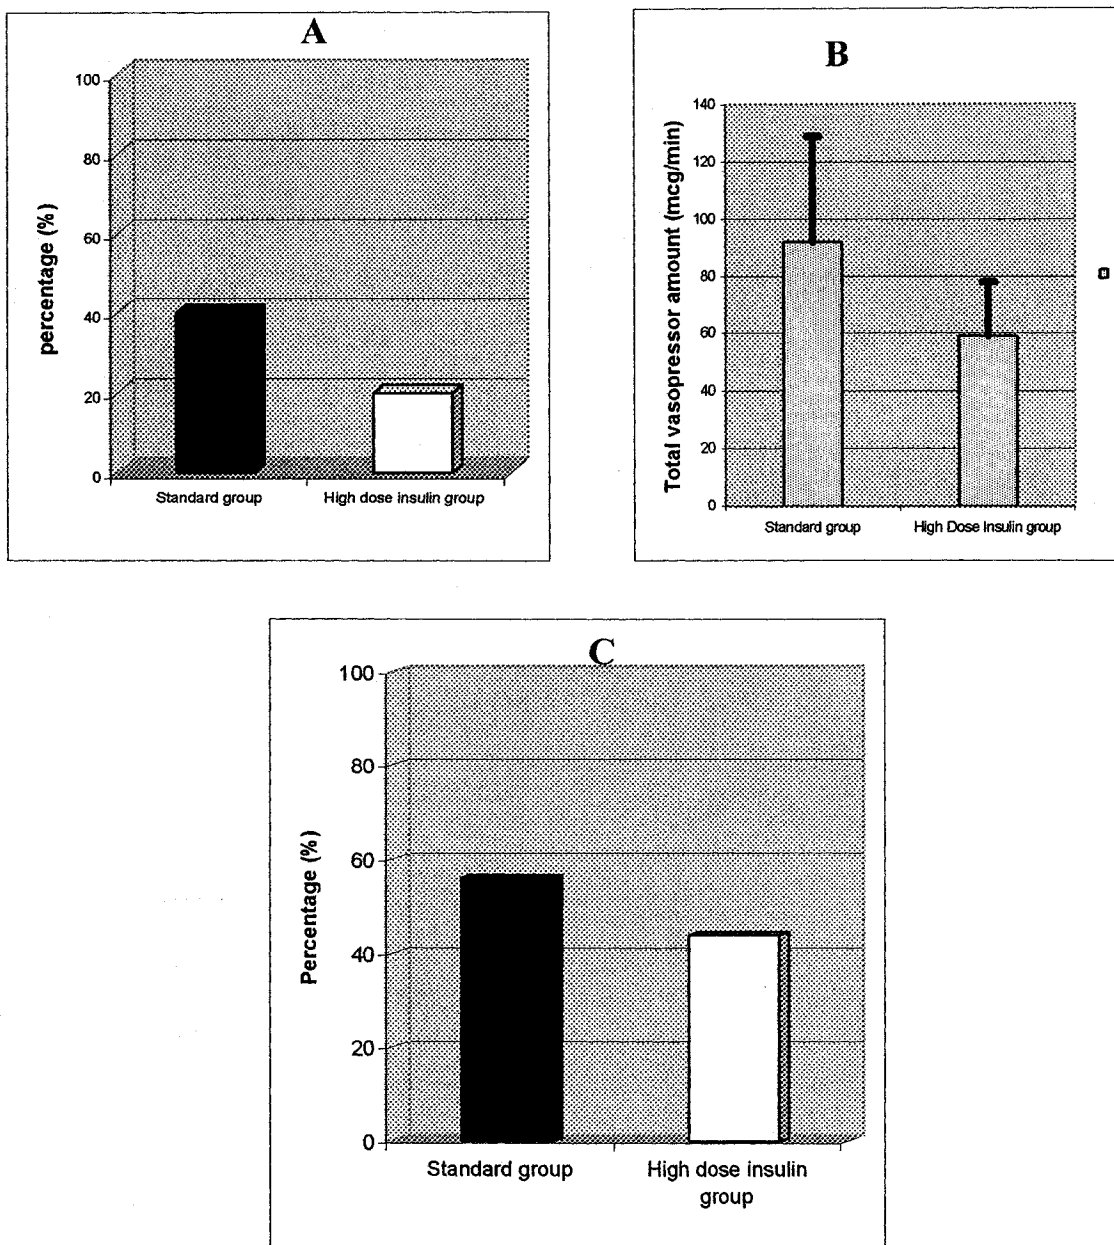 A
percentage (%)
100
80
60
40
20
0
Standard group
High dose insulin group
B
Total vasopressor amount (mcg/min)
140
120
100
80
60
40
20
0
Standard group
High Dose Insulin group
C
Percentage (%)
100
80
60
40
20
0
Standard group
High dose insulin
group